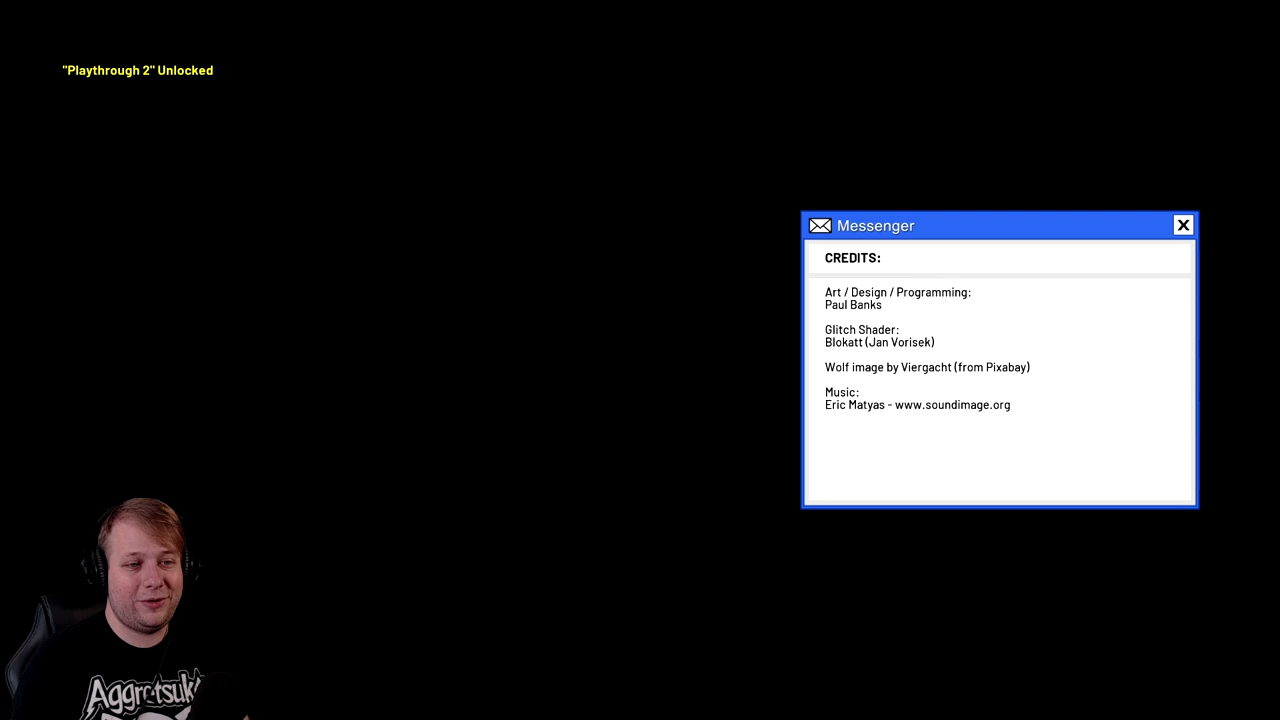 "Playthrough 2" Unlocked
Messenger
X
CREDITS:
Art / Design / Programming:
Paul Banks
Glitch Shader:
Blokatt (Jan Vorisek)
Wolf image by Viergacht (from Pixabay)
Music:
Eric Matyas - www.soundimage.org